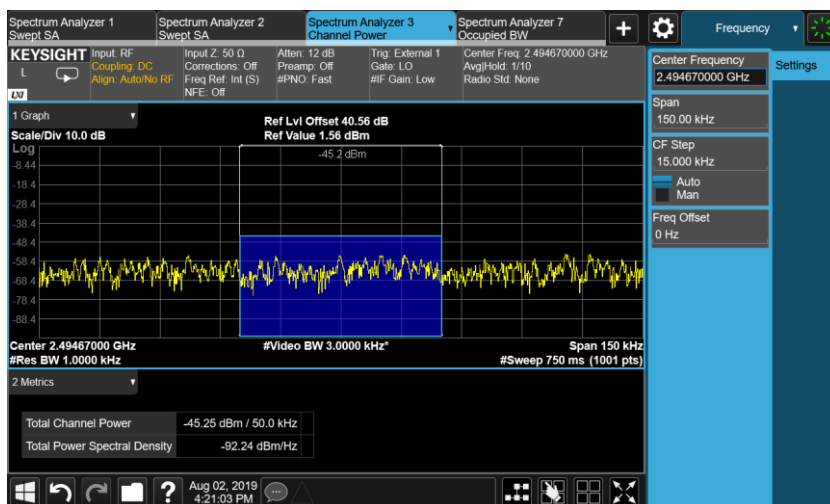 Spectrum Analyzer 1
Swept SA
Spectrum Analyzer 2
Swept SA
Spectrum Analyzer 3
Channel Power
Spectrum Analyzer 7
Occupied BW
+
Frequency
KEYSIGHT
L
LXI
Input: RF
Coupling: DC
Align: Auto/No RF
Input Z: 50 Ω
Corrections: Off
Freq Ref: Int (S)
NFE: Off
Atten: 12 dB
Preamp: Off
#PNO: Fast
Trig: External 1
Gate: LO
#IF Gain: Low
Center Freq: 2.494670000 GHz
Avg|Hold: 1/10
Radio Std: None
Center Frequency
2.494670000 GHz
Settings
Span
150.00 kHz
CF Step
15.000 kHz
Auto
Man
Freq Offset
0 Hz
1 Graph
Scale/Div 10.0 dB
Ref Lvl Offset 40.56 dB
Ref Value 1.56 dBm
Log
-45.2 dBm
-8.44
-18.4
-28.4
-38.4
-48.4
-58.4
-68.4
-78.4
-88.4
Center 2.49467000 GHz
#Video BW 3.0000 kHz*
Span 150 kHz
#Res BW 1.0000 kHz
#Sweep 750 ms (1001 pts)
2 Metrics
Total Channel Power -45.25 dBm / 50.0 kHz
Total Power Spectral Density -92.24 dBm/Hz
?
Aug 02, 2019
4:21:03 PM